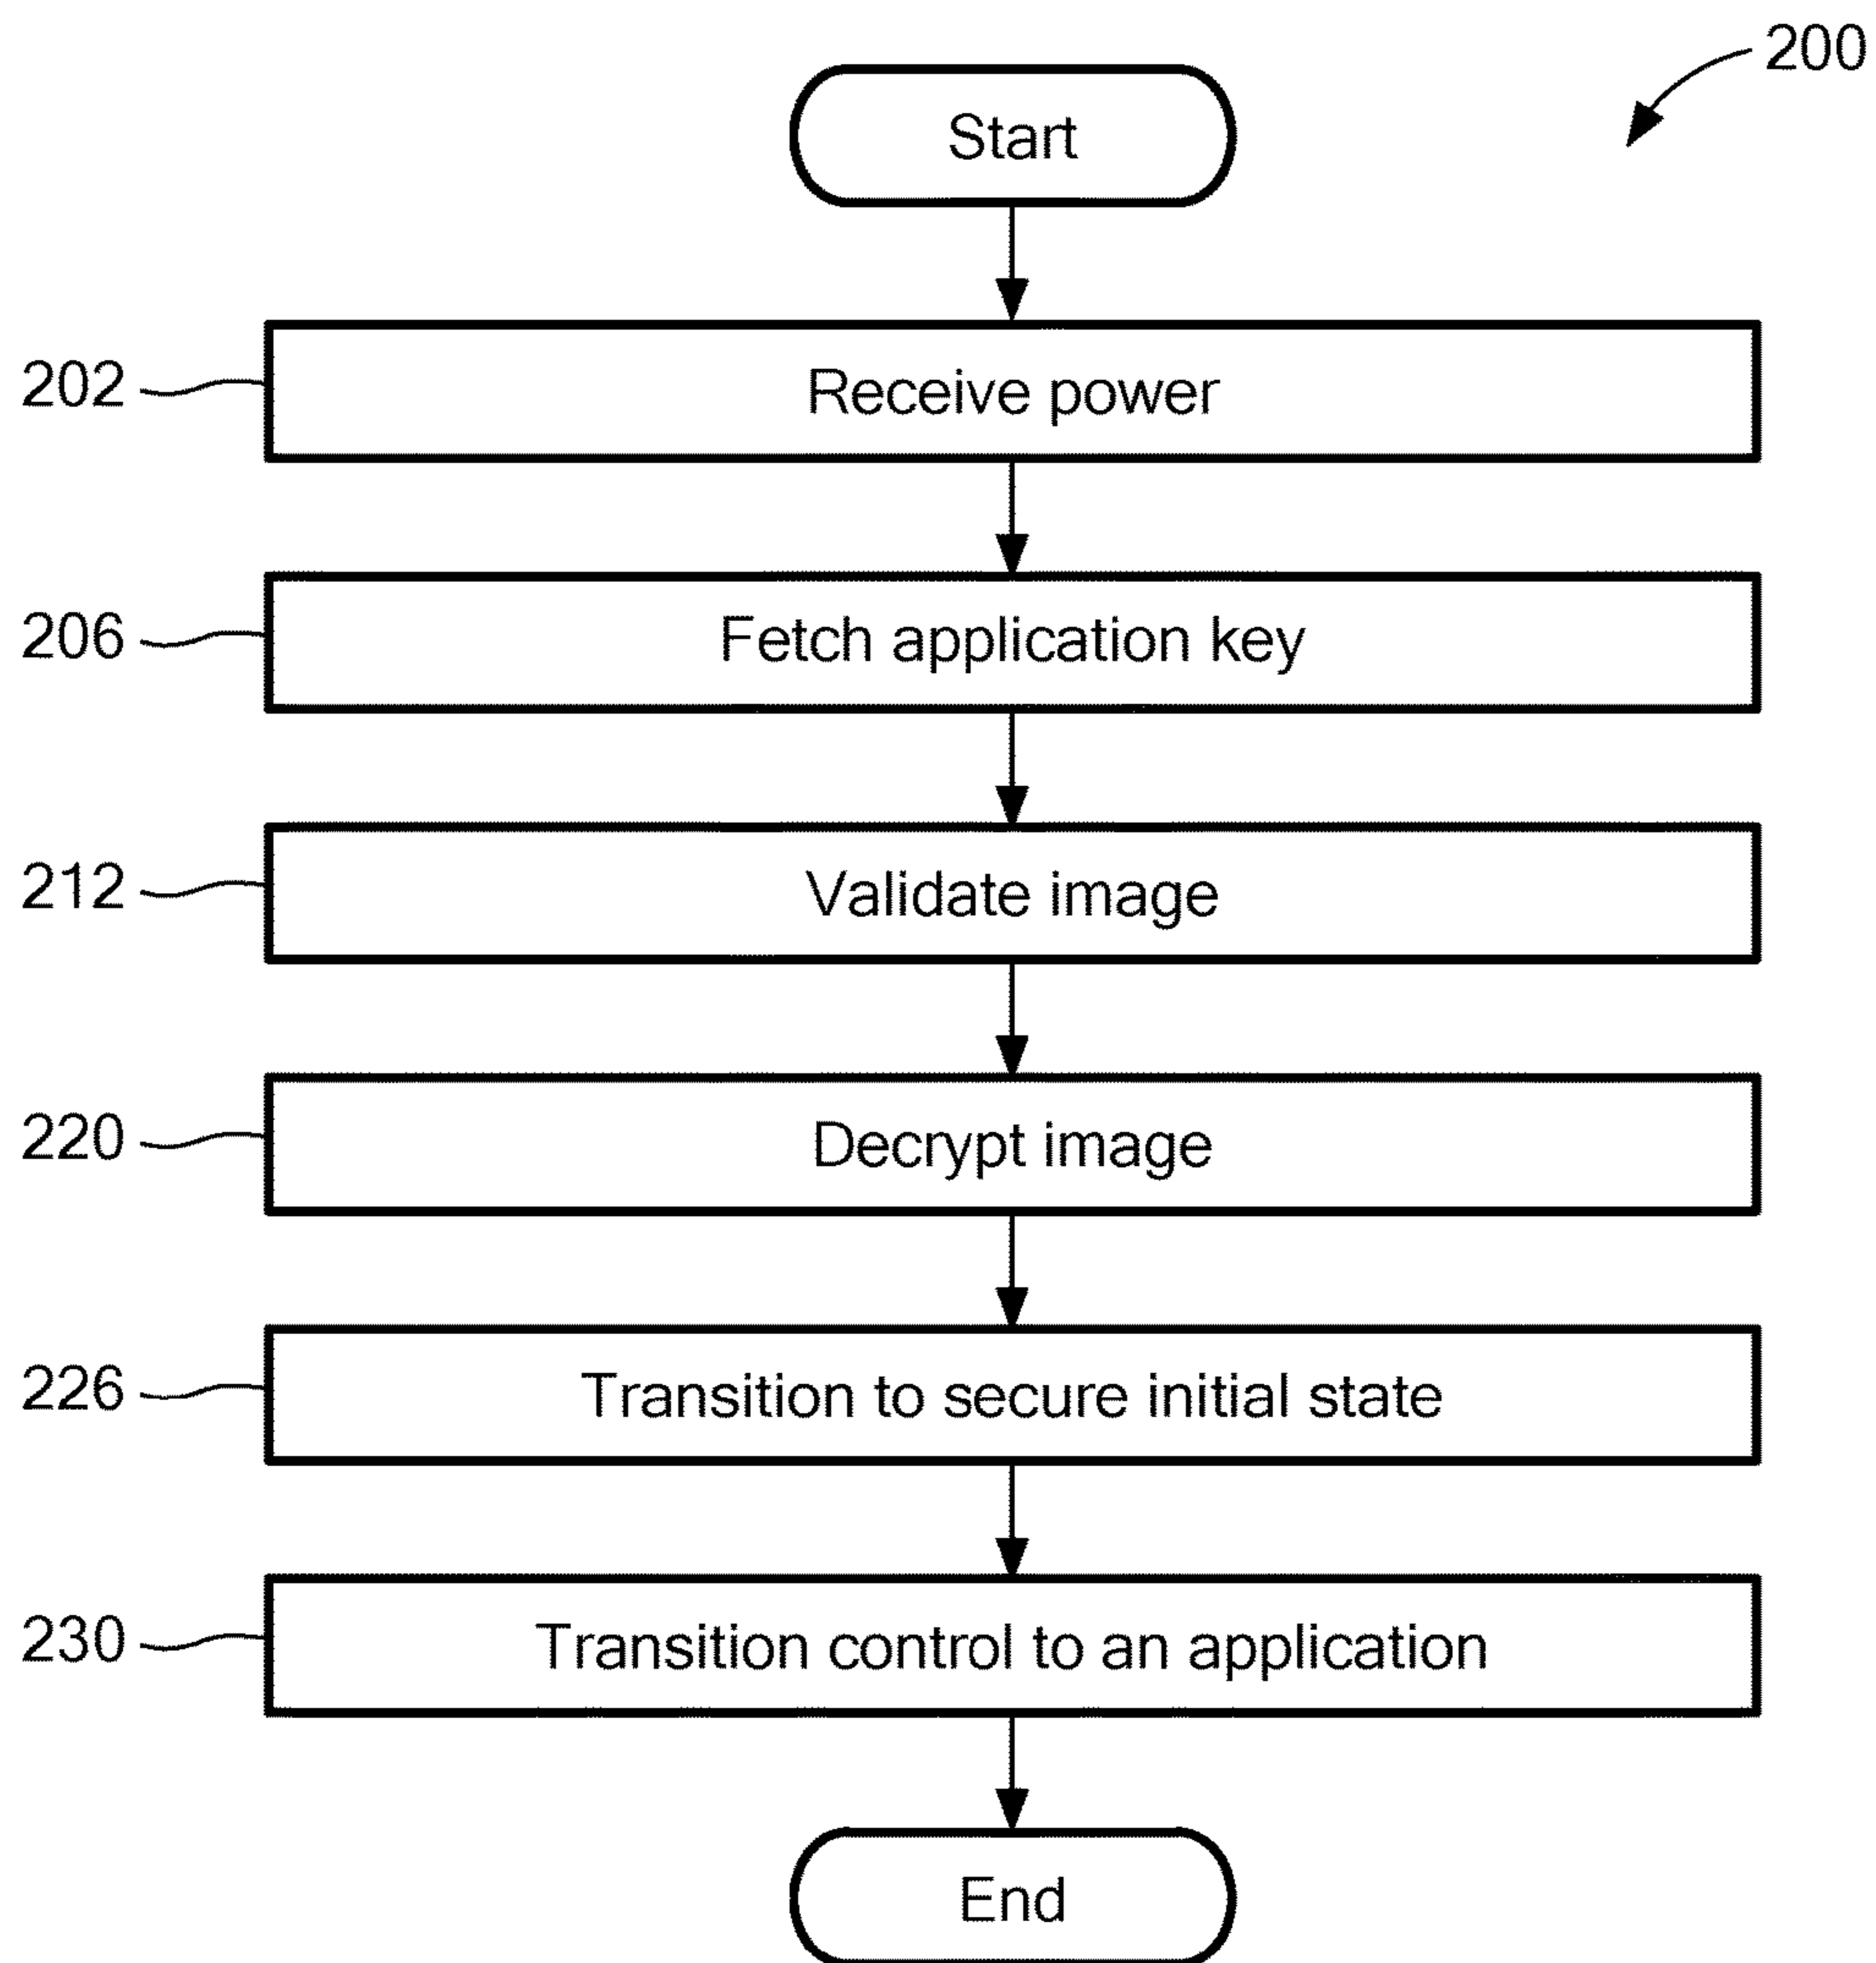 200
Start
202
Receive power
206
Fetch application key
212
Validate image
220
Decrypt image
226
Transition to secure initial state
230
Transition control to an application
End